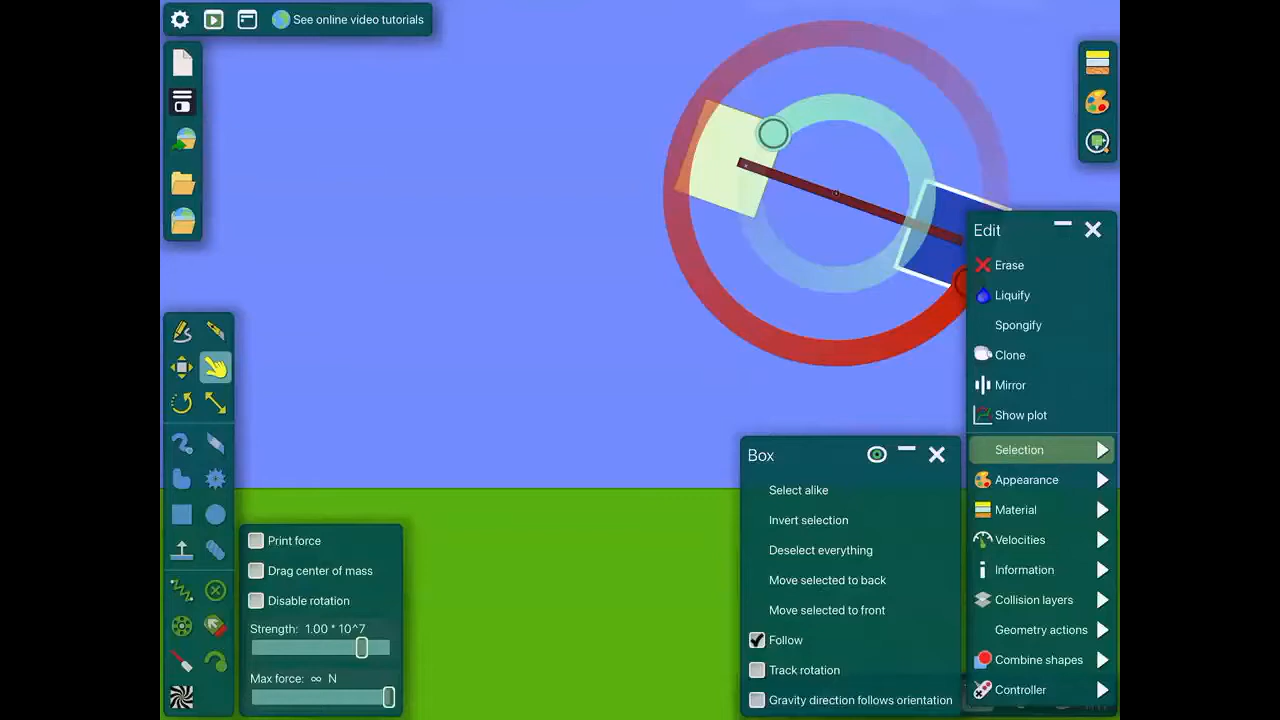 See online video tutorials
Edit
Erase
Liquify
Spongify
Clone
Mirror
Show plot
Selection
Appearance
Material
Velocities
Information
Collision layers
Geometry actions
Combine shapes
Controller
Box
Select alike
Invert selection
Deselect everything
Move selected to back
Move selected to front
Follow
Track rotation
Gravity direction follows orientation
Print force
Drag center of mass
Disable rotation
Strength: 1.00 * 10^7
Max force: ∞ N